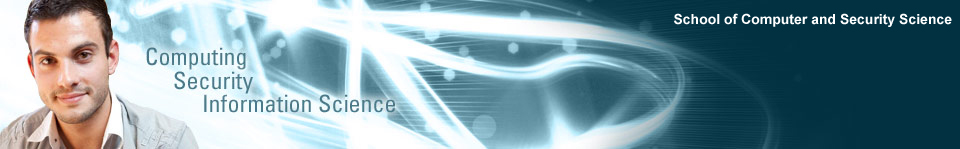 School of Computer and Security Science
Computing
Security
Information Science